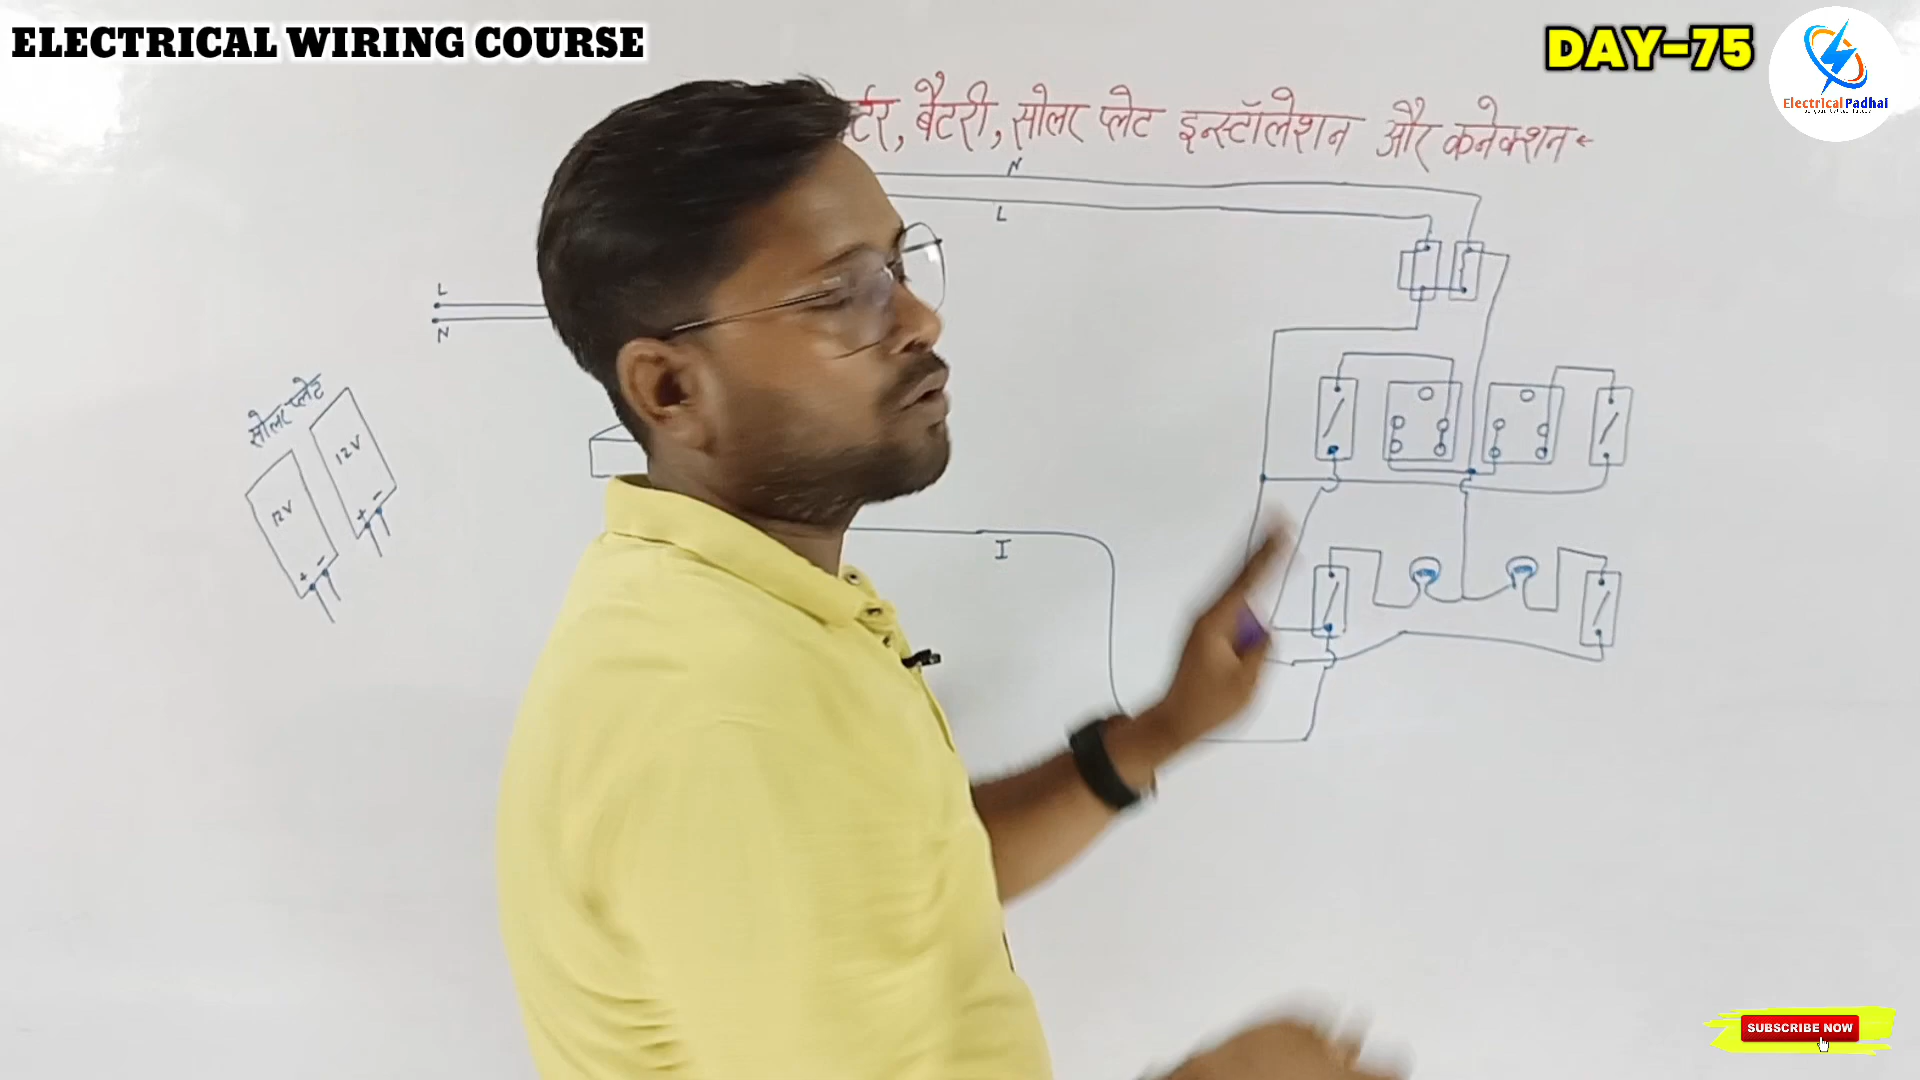 ELECTRICAL WIRING COURSE
DAY-75
Electrical Padhai
र्टर, बैटरी, सोलर प्लेट इन्स्टॉलेशन और कनेक्शन
N
L
L
N
सोलर प्लेट
12V
12V
+ -
+ -
I
SUBSCRIBE NOW